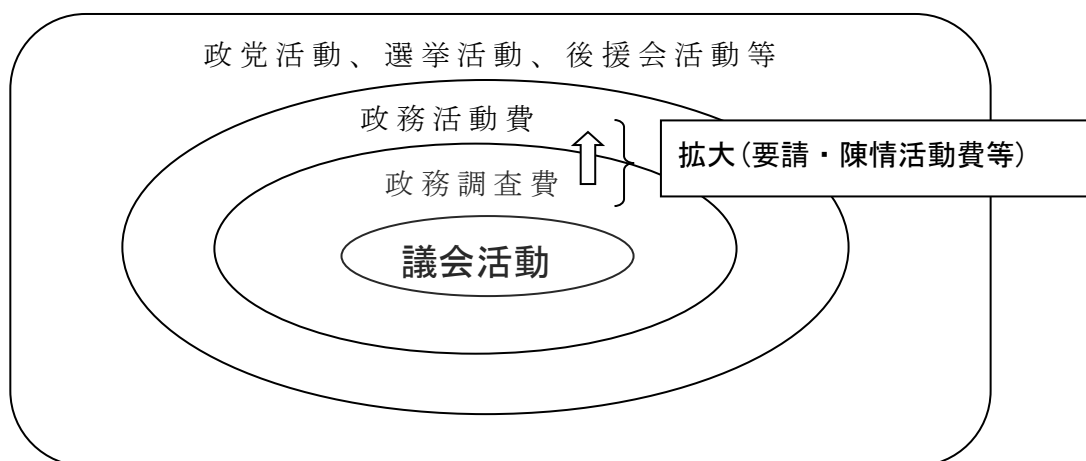 政党活動、選挙活動、後援会活動等
政務活動費
拡大(要請・陳情活動費等)
政務調査費
議会活動